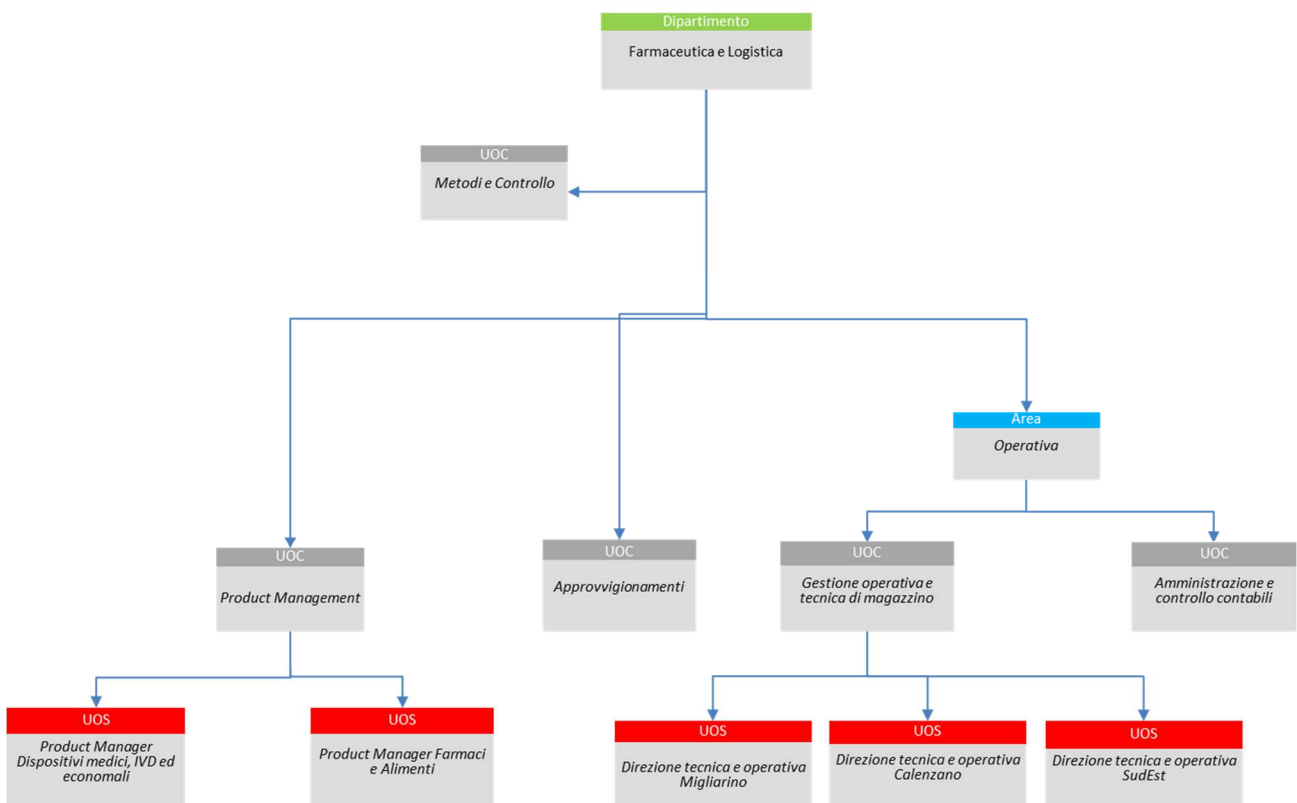 Dipartimento
Farmaceutica e Logistica
UOC
Metodi e Controllo
Area
Operativa
UOC
Product Management
UOC
Approvvigionamenti
UOC
Gestione operativa e
tecnica di magazzino
UOC
Amministrazione e
controllo contabili
UOS
Product Manager
Dispositivi medici, IVD ed
economali
UOS
Product Manager Farmaci
e Alimenti
UOS
Direzione tecnica e operativa
Migliarino
UOS
Direzione tecnica e operativa
Calenzano
UOS
Direzione tecnica e operativa
SudEst